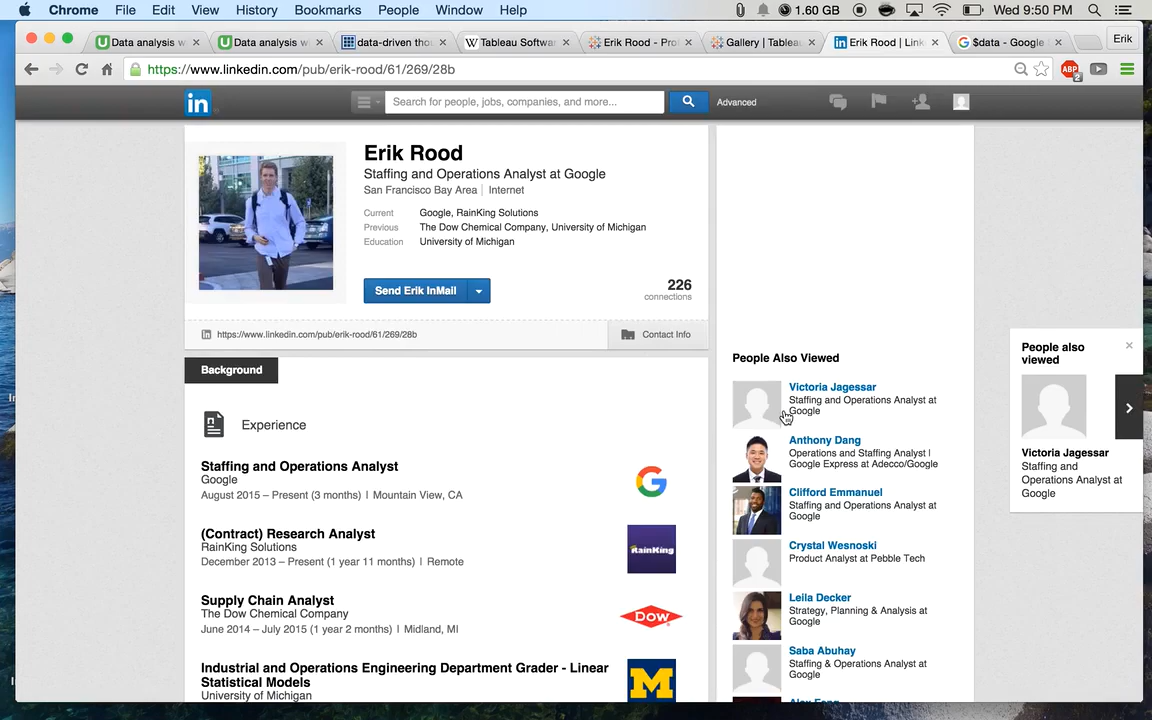 Chrome File Edit View History Bookmarks People Window Help 1.60 GB Wed 9:50 PM
Data analysis w
Data analysis w
data-driven tho
Tableau Softwar
Erik Rood - Pro
Gallery | Tableau
Erik Rood | Link
$data - Google S
Erik
https://www.linkedin.com/pub/erik-rood/61/269/28b
ABP
2
in
Search for people, jobs, companies, and more...
Advanced
Erik Rood
Staffing and Operations Analyst at Google
San Francisco Bay Area Internet
Current Google, RainKing Solutions
Previous The Dow Chemical Company, University of Michigan
Education University of Michigan
Send Erik InMail
226
connections
https://www.linkedin.com/pub/erik-rood/61/269/28b
Contact Info
Background
Experience
Staffing and Operations Analyst
Google
August 2015 – Present (3 months) | Mountain View, CA
G
(Contract) Research Analyst
RainKing Solutions
December 2013 – Present (1 year 11 months) | Remote
RainKing
Supply Chain Analyst
The Dow Chemical Company
June 2014 – July 2015 (1 year 2 months) | Midland, MI
DOW
Industrial and Operations Engineering Department Grader - Linear
Statistical Models
University of Michigan
M
People Also Viewed
Victoria Jagessar
Staffing and Operations Analyst at
Google
Anthony Dang
Operations and Staffing Analyst |
Google Express at Adecco/Google
Clifford Emmanuel
Staffing and Operations Analyst at
Google
Crystal Wesnoski
Product Analyst at Pebble Tech
Leila Decker
Strategy, Planning & Analysis at
Google
Saba Abuhay
Staffing & Operations Analyst at
Google
People also
viewed
Victoria Jagessar
Staffing and
Operations Analyst at
Google